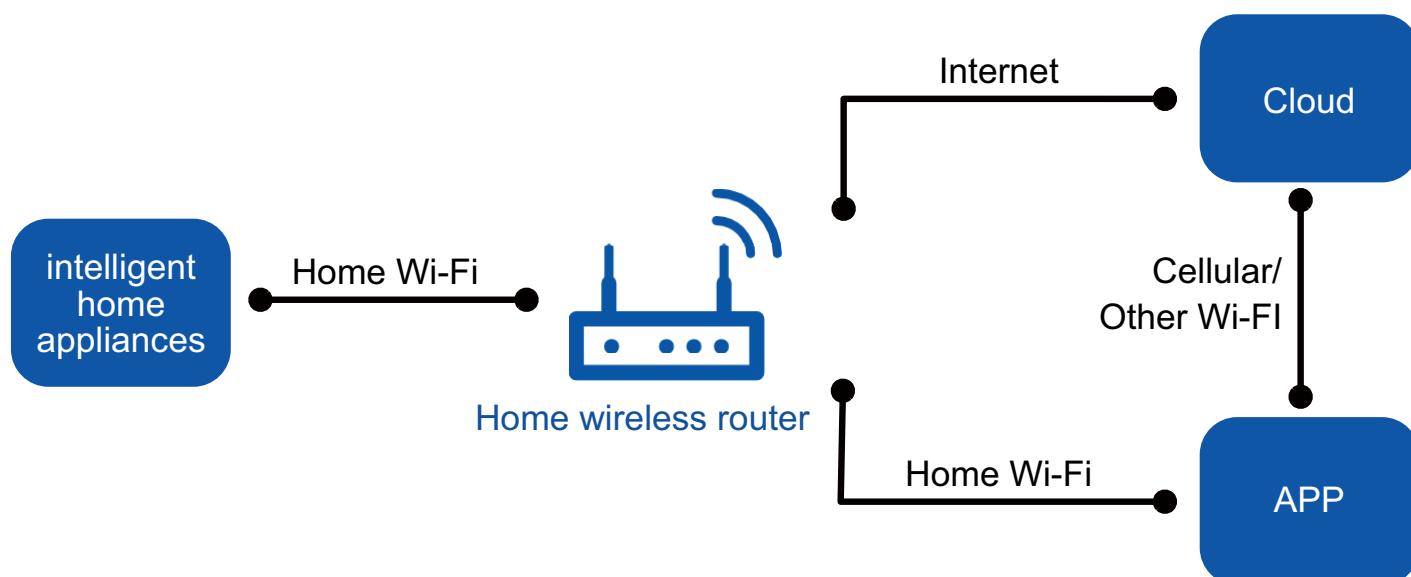 Internet
Cloud
intelligent
home
appliances
Home Wi-Fi
Cellular/
Other Wi-FI
Home wireless router
Home Wi-Fi
APP